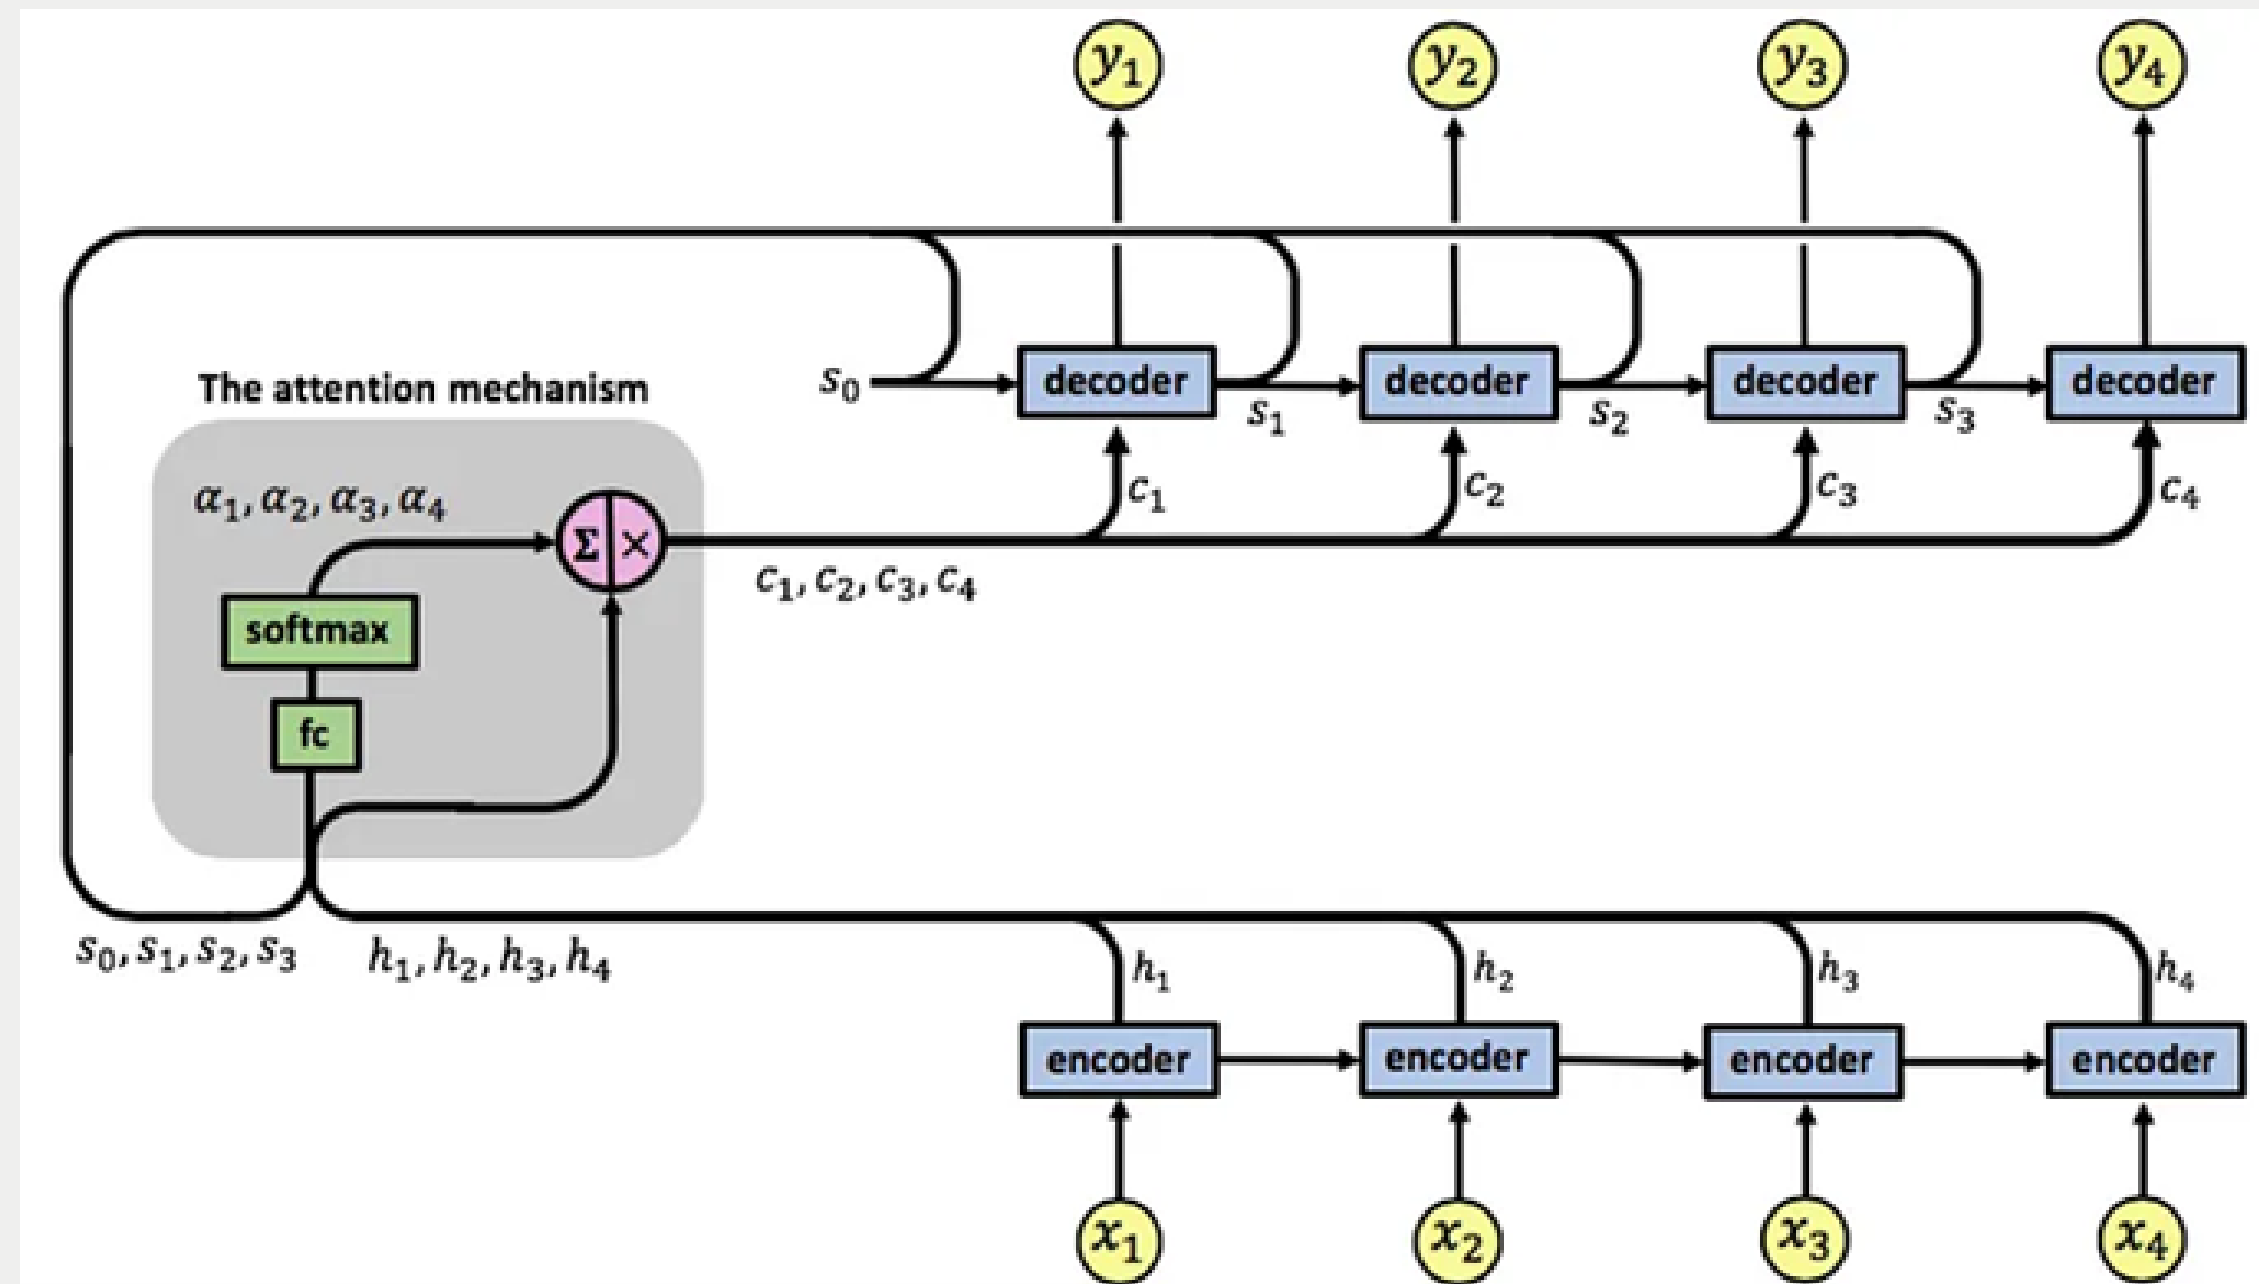 y₁ y₂ y₃ y₄
The attention mechanism
s₀ decoder s₁ decoder s₂ decoder s₃ decoder
α₁, α₂, α₃, α₄
Σ ×
c₁ c₂ c₃ c₄
c₁, c₂, c₃, c₄
softmax
fc
s₀, s₁, s₂, s₃ h₁, h₂, h₃, h₄
h₁ h₂ h₃ h₄
encoder encoder encoder encoder
x₁ x₂ x₃ x₄